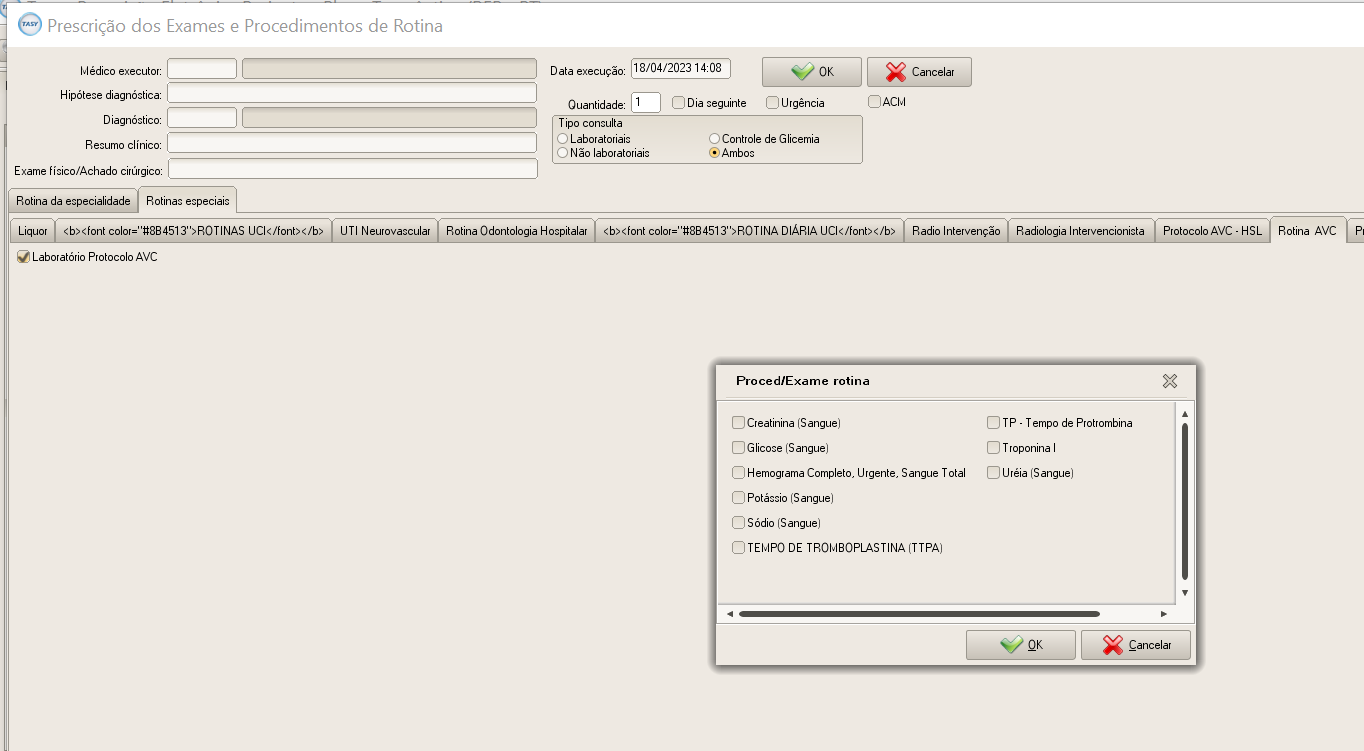 TASY Prescrição dos Exames e Procedimentos de Rotina
Médico executor:
Data execução: 18/04/2023 14:08
OK
Cancelar
Hipótese diagnóstica:
Quantidade: 1
Dia seguinte
Urgência
ACM
Diagnóstico:
Tipo consulta
Laboratoriais
Controle de Glicemia
Não laboratoriais
Ambos
Resumo clínico:
Exame físico/Achado cirúrgico:
Rotina da especialidade
Rotinas especiais
Liquor
<b><font color="#8B4513">ROTINAS UCI</font></b>
UTI Neurovascular
Rotina Odontologia Hospitalar
<b><font color="#8B4513">ROTINA DIÁRIA UCI</font></b>
Radio Intervenção
Radiologia Intervencionista
Protocolo AVC - HSL
Rotina AVC
Laboratório Protocolo AVC
Proced/Exame rotina
Creatinina (Sangue)
TP - Tempo de Protrombina
Glicose (Sangue)
Troponina I
Hemograma Completo, Urgente, Sangue Total
Uréia (Sangue)
Potássio (Sangue)
Sódio (Sangue)
TEMPO DE TROMBOPLASTINA (TTPA)
OK
Cancelar